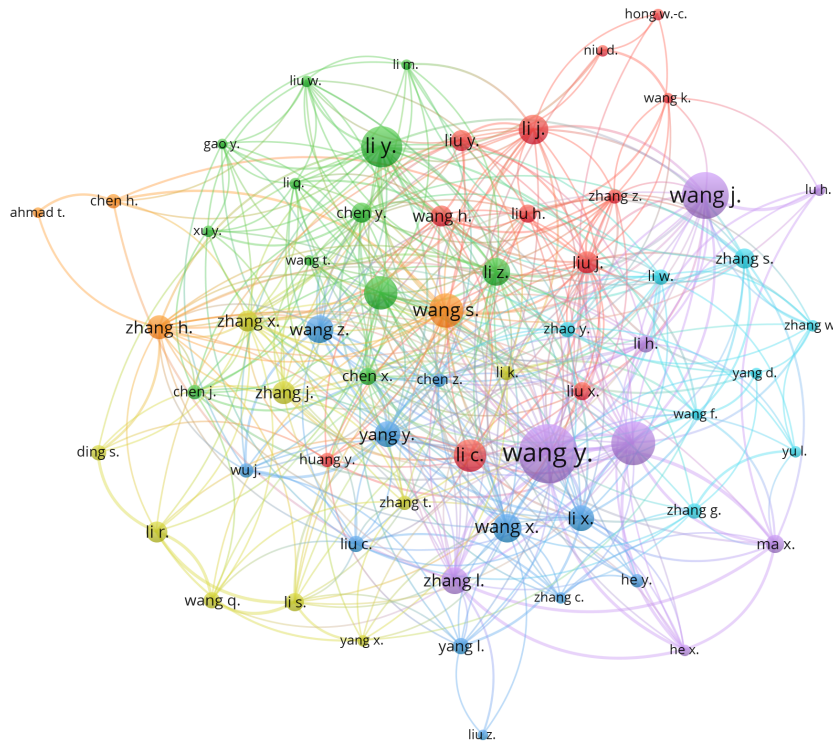 hong w.-c.
niu d.
li m.
liu w.
wang k.
li j.
liu y.
gao y.
li y.
li q.
lu h.
wang j.
zhang z.
chen h.
ahmad t.
chen y.
wang h.
liu h.
xu y.
wang t.
liu j.
zhang s.
li z.
li w.
wang s.
zhang x.
zhang h.
wang z.
zhao y.
zhang w
li h.
li k.
yang d.
chen x.
chen z.
chen j.
zhang j.
liu x.
wang f.
yang y.
ding s.
li c.
wang y.
yu l.
huang y.
wu j.
zhang t.
zhang g.
li x.
wang x.
li r.
liu c.
ma x.
zhang l.
he y.
zhang c.
wang q.
li s.
yang x.
yang l.
he x.
liu z.